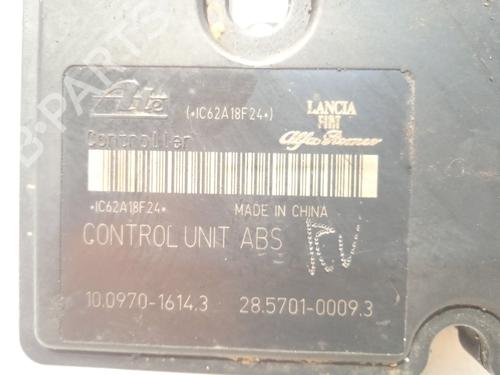 Ate (*IC62A18F24*) LANCIA
FIAT
Controller Alfa Romeo
*IC62A18F24* MADE IN CHINA
CONTROL UNIT ABS
10.0970-1614.3 28.5701-0009.3
B-PARTS